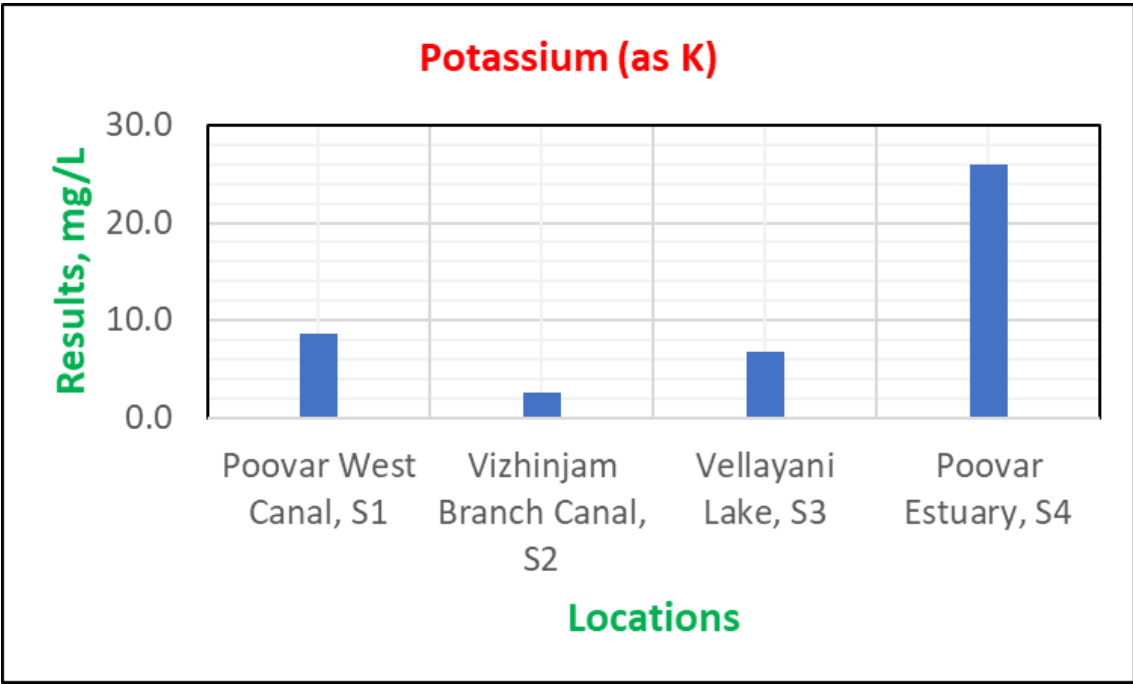 Potassium (as K)
Results, mg/L
30.0
20.0
10.0
0.0
Poovar West
Canal, S1
Vizhinjam
Branch Canal,
S2
Vellayani
Lake, S3
Poovar
Estuary, S4
Locations